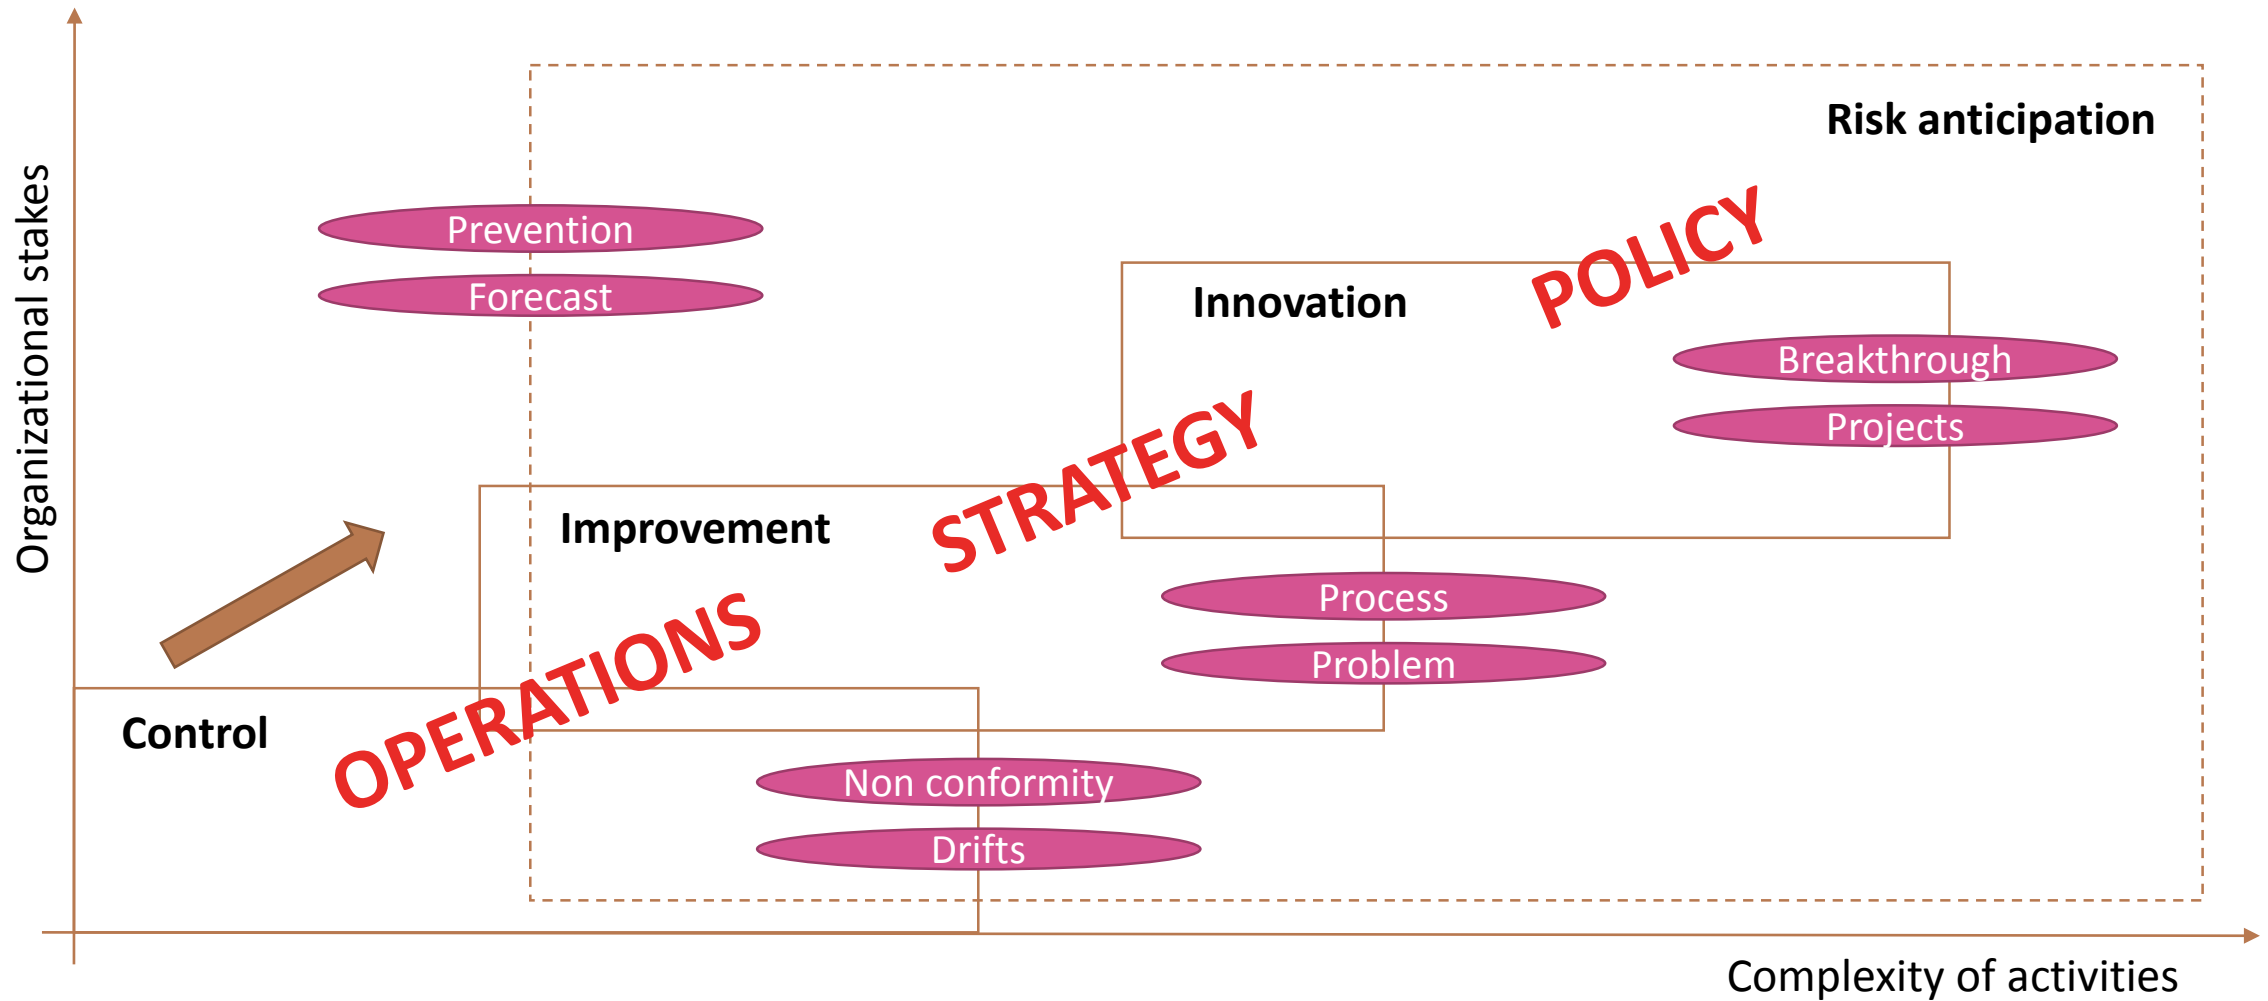 Organizational stakes
Risk anticipation
Prevention
Forecast
POLICY
Innovation
Breakthrough
Projects
STRATEGY
Improvement
Process
Problem
OPERATIONS
Control
Non conformity
Drifts
Complexity of activities